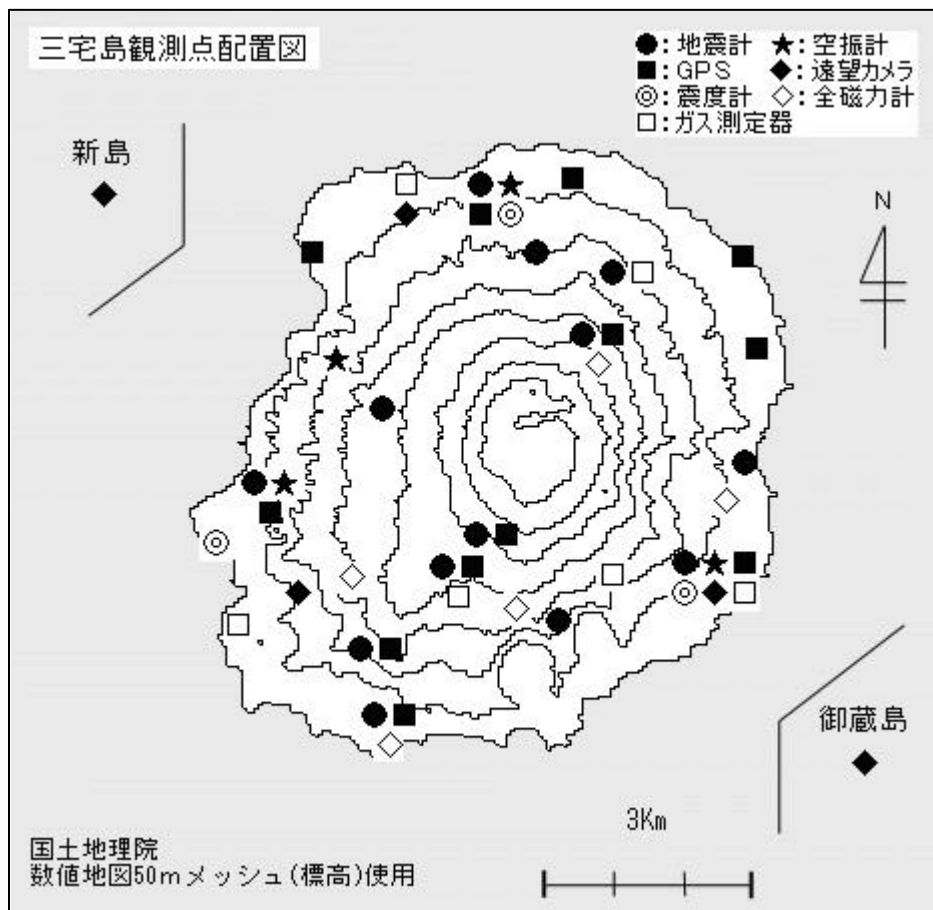 三宅島観測点配置図
●:地震計 ★:空振計
■:GPS ◆:遠望カメラ
◎:震度計 ◇:全磁力計
□:ガス測定器
新島
N
御蔵島
3Km
国土地理院
数値地図50mメッシュ(標高)使用